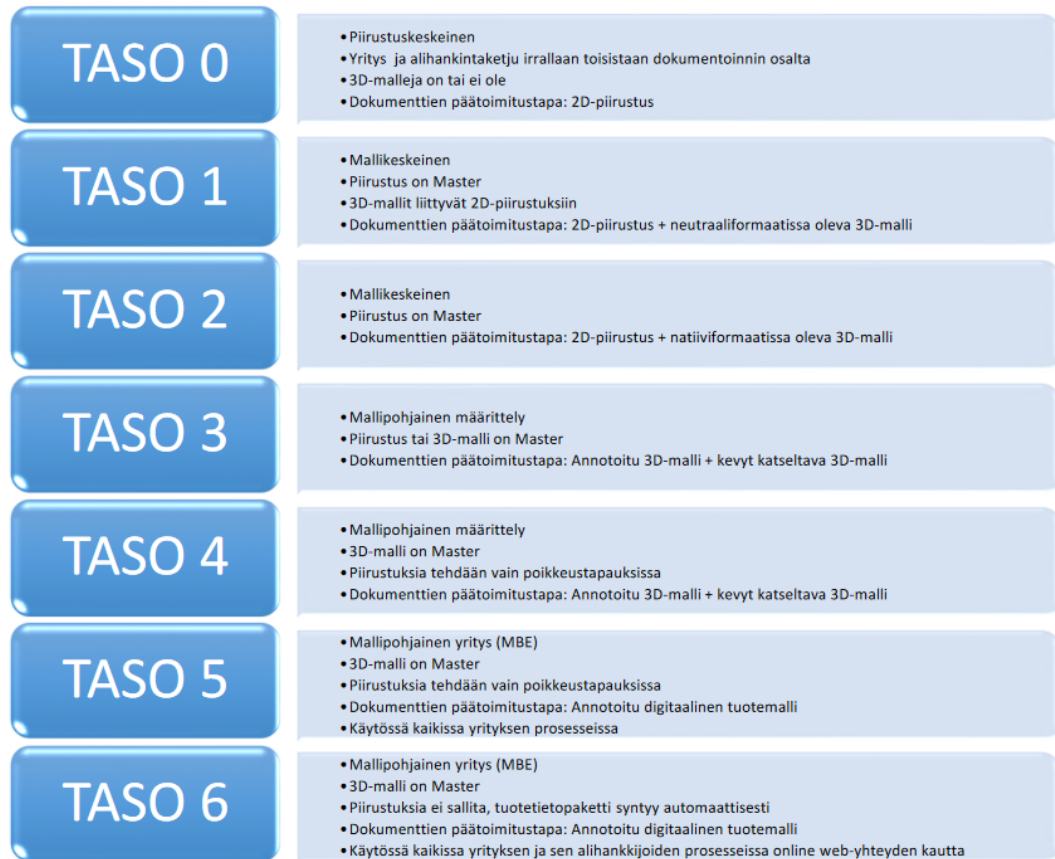 TASO 0
•Piirustuskeskeinen
•Yritys ja alihankintaketju irrallaan toisistaan dokumentoinnin osalta
•3D-malleja on tai ei ole
•Dokumenttien päätoimitustapa: 2D-piirustus
TASO 1
•Mallikeskeinen
•Piirustus on Master
•3D-mallit liittyvät 2D-piirustuksiin
•Dokumenttien päätoimitustapa: 2D-piirustus + neutraaliformaatissa oleva 3D-malli
TASO 2
•Mallikeskeinen
•Piirustus on Master
•Dokumenttien päätoimitustapa: 2D-piirustus + natiiviformaatissa oleva 3D-malli
TASO 3
•Mallipohjainen määrittely
•Piirustus tai 3D-malli on Master
•Dokumenttien päätoimitustapa: Annotoitu 3D-malli + kevyt katseltava 3D-malli
TASO 4
•Mallipohjainen määrittely
•3D-malli on Master
•Piirustuksia tehdään vain poikkeustapauksissa
•Dokumenttien päätoimitustapa: Annotoitu 3D-malli + kevyt katseltava 3D-malli
TASO 5
•Mallipohjainen yritys (MBE)
•3D-malli on Master
•Piirustuksia tehdään vain poikkeustapauksissa
•Dokumenttien päätoimitustapa: Annotoitu digitaalinen tuotemalli
•Käytössä kaikissa yrityksen prosesseissa
TASO 6
•Mallipohjainen yritys (MBE)
•3D-malli on Master
•Piirustuksia ei sallita, tuotetietopaketti syntyy automaattisesti
•Dokumenttien päätoimitustapa: Annotoitu digitaalinen tuotemalli
•Käytössä kaikissa yrityksen ja sen alihankkijoiden prosesseissa online web-yhteyden kautta